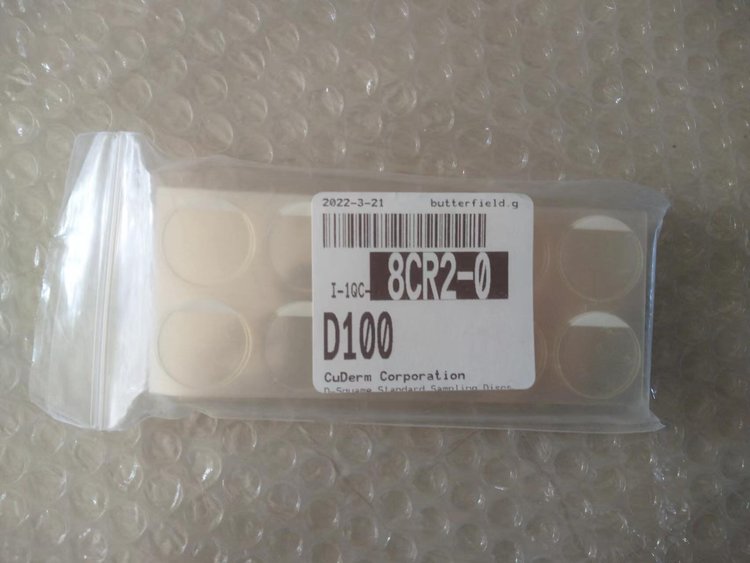 2022-3-21 butterfield.g
I-1QC-8CR2-0
D100
CuDerm Corporation
D-Squame Standard Sampling Discs